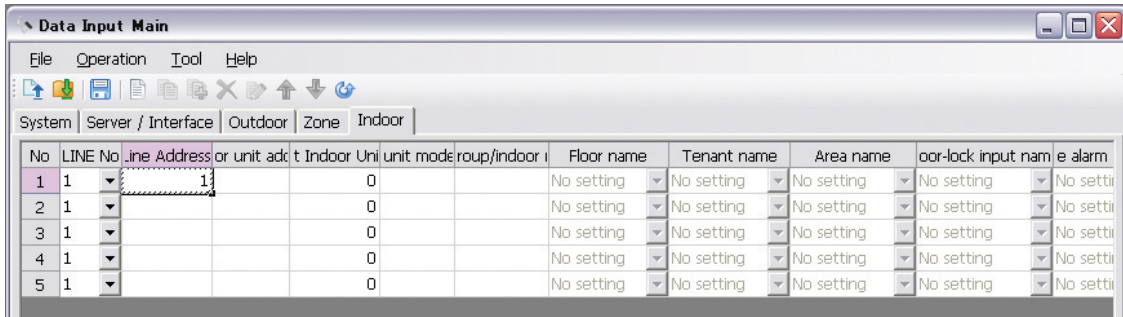 Data Input Main
File Operation Tool Help
System Server / Interface Outdoor Zone Indoor
No LINE No Line Address or unit add t Indoor Uni unit mode roup/indoor Floor name Tenant name Area name oor-lock input nam e alarm
1 1 1 0 No setting No setting No setting No setting No setti
2 1 0 No setting No setting No setting No setting No setti
3 1 0 No setting No setting No setting No setting No setti
4 1 0 No setting No setting No setting No setting No setti
5 1 0 No setting No setting No setting No setting No setti